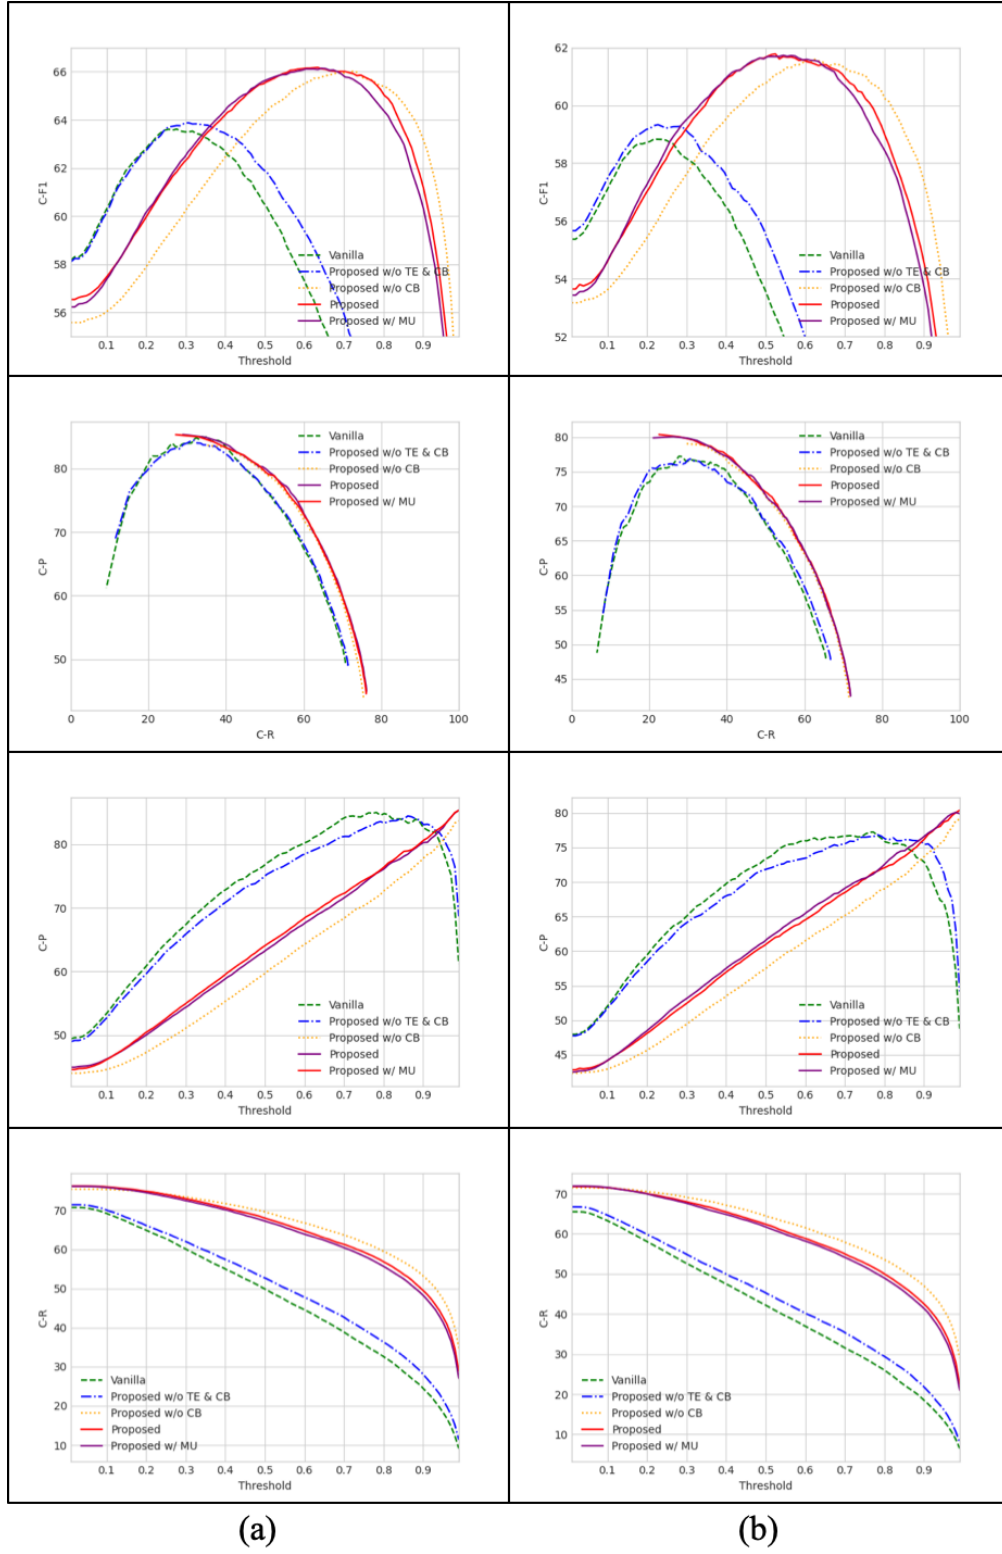 66
64
62
60
58
56
C-F1
0.1 0.2 0.3 0.4 0.5 0.6 0.7 0.8 0.9
Threshold
Vanilla
Proposed w/o TE & CB
Proposed w/o CB
Proposed
Proposed w/ MU
62
60
58
56
54
52
C-F1
0.1 0.2 0.3 0.4 0.5 0.6 0.7 0.8 0.9
Threshold
Vanilla
Proposed w/o TE & CB
Proposed w/o CB
Proposed
Proposed w/ MU
80
70
60
50
C-P
0 20 40 60 80 100
C-R
Vanilla
Proposed w/o TE & CB
Proposed w/o CB
Proposed
Proposed w/ MU
80
75
70
65
60
55
50
45
C-P
0 20 40 60 80 100
C-R
Vanilla
Proposed w/o TE & CB
Proposed w/o CB
Proposed
Proposed w/ MU
80
70
60
50
C-P
0.1 0.2 0.3 0.4 0.5 0.6 0.7 0.8 0.9
Threshold
Vanilla
Proposed w/o TE & CB
Proposed w/o CB
Proposed
Proposed w/ MU
80
75
70
65
60
55
50
45
C-P
0.1 0.2 0.3 0.4 0.5 0.6 0.7 0.8 0.9
Threshold
Vanilla
Proposed w/o TE & CB
Proposed w/o CB
Proposed
Proposed w/ MU
70
60
50
40
30
20
10
C-R
0.1 0.2 0.3 0.4 0.5 0.6 0.7 0.8 0.9
Threshold
Vanilla
Proposed w/o TE & CB
Proposed w/o CB
Proposed
Proposed w/ MU
70
60
50
40
30
20
10
C-R
0.1 0.2 0.3 0.4 0.5 0.6 0.7 0.8 0.9
Threshold
Vanilla
Proposed w/o TE & CB
Proposed w/o CB
Proposed
Proposed w/ MU
(a) (b)